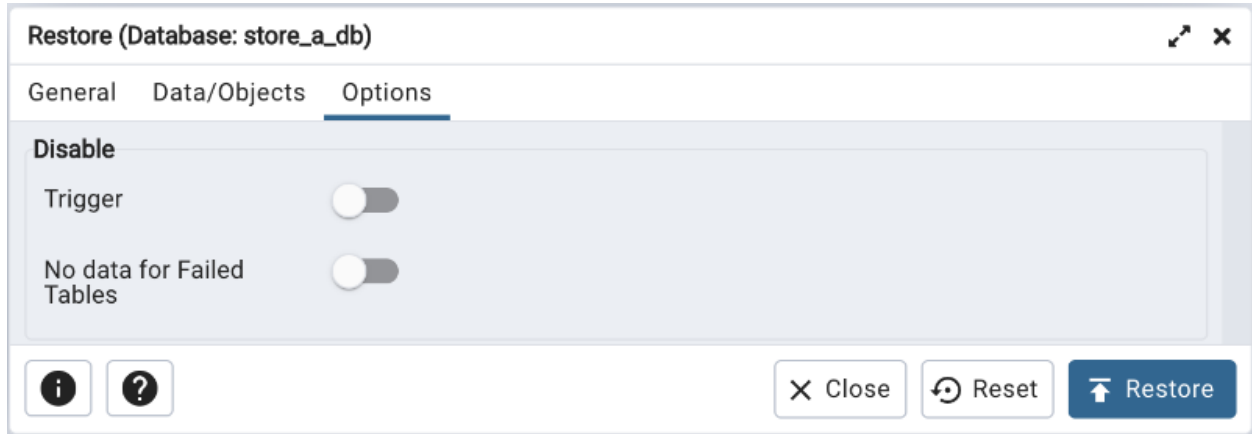 Restore (Database: store_a_db)
General Data/Objects Options
Disable
Trigger
No data for Failed
Tables
Close Reset Restore